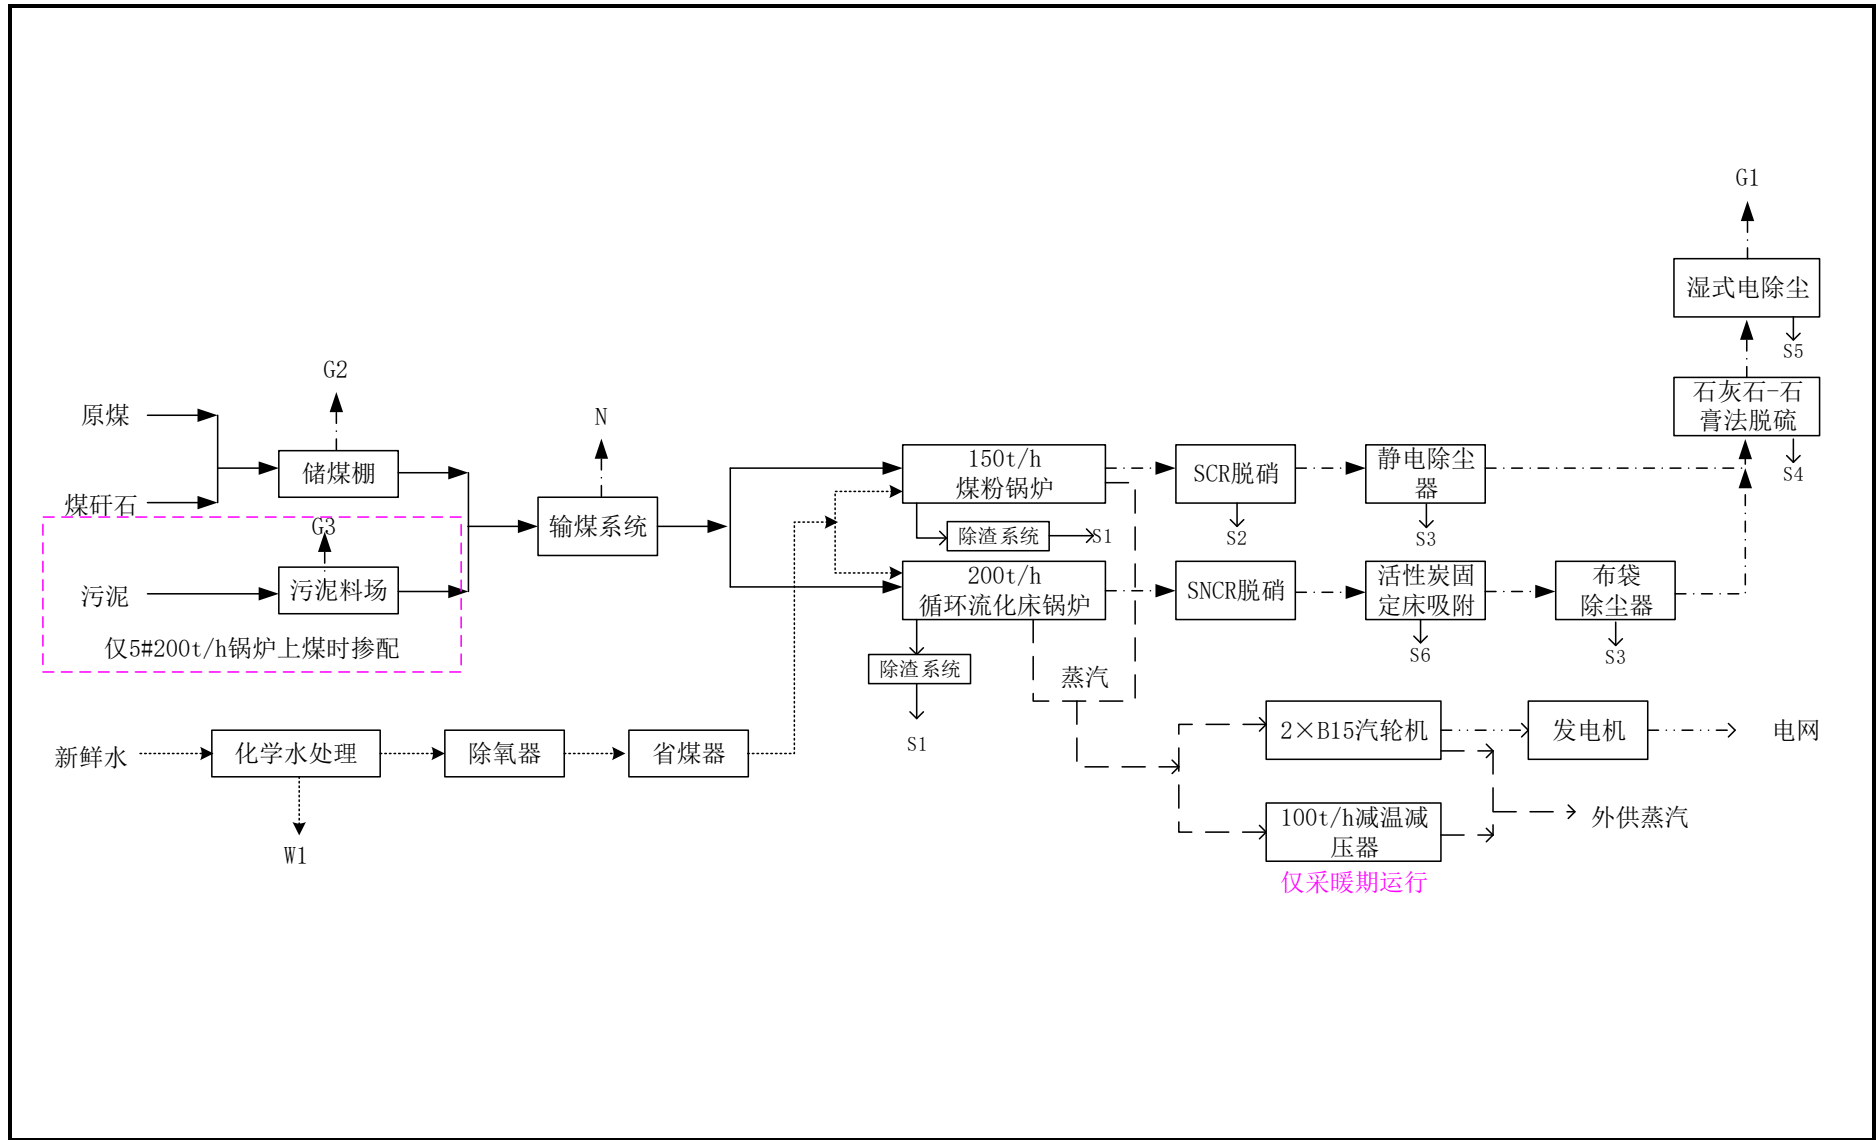 G1
湿式电除尘
S5
石灰石-石
膏法脱硫
S4
G2
原煤
储煤棚
煤矸石
G3
污泥
污泥料场
仅5#200t/h锅炉上煤时掺配
N
输煤系统
150t/h
煤粉锅炉
除渣系统
S1
200t/h
循环流化床锅炉
除渣系统
S1
SCR脱硝
S2
静电除尘
器
S3
SNCR脱硝
活性炭固
定床吸附
S6
布袋
除尘器
S3
蒸汽
新鲜水
化学水处理
除氧器
省煤器
W1
2×B15汽轮机
发电机
电网
100t/h减温减
压器
外供蒸汽
仅采暖期运行